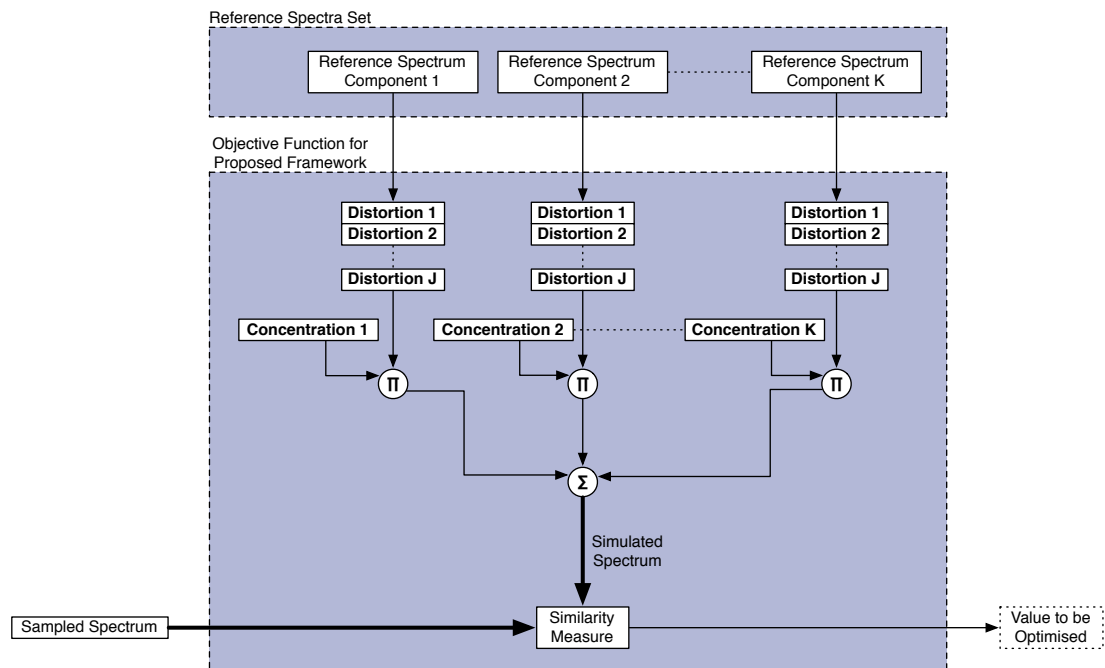 Reference Spectra Set
Reference Spectrum
Component 1
Reference Spectrum
Component 2
Reference Spectrum
Component K
Objective Function for
Proposed Framework
Distortion 1
Distortion 2
Distortion J
Distortion 1
Distortion 2
Distortion J
Distortion 1
Distortion 2
Distortion J
Concentration 1
Concentration 2
Concentration K
Π
Π
Π
Σ
Simulated
Spectrum
Sampled Spectrum
Similarity
Measure
Value to be
Optimised